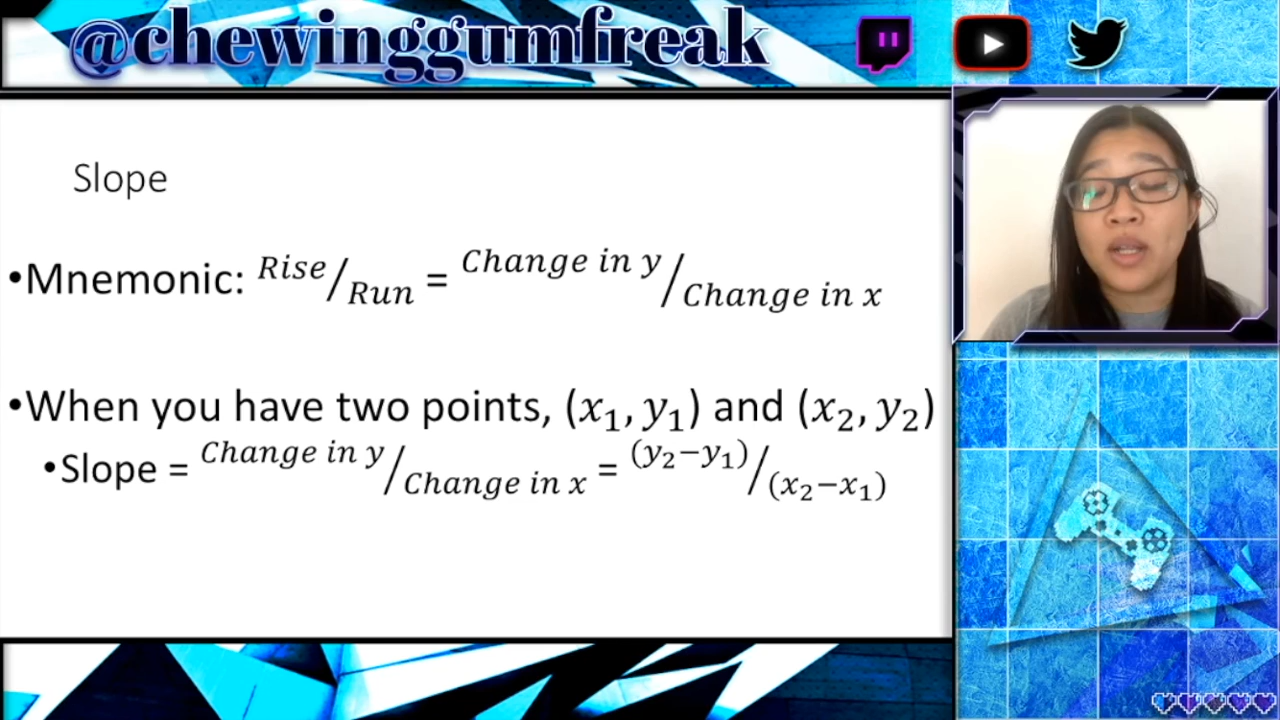 @chewinggumfreak
Slope
•Mnemonic: Rise/Run = Change in y/Change in x
•When you have two points, (x₁, y₁) and (x₂, y₂)
•Slope = Change in y/Change in x = (y₂−y₁)/(x₂−x₁)